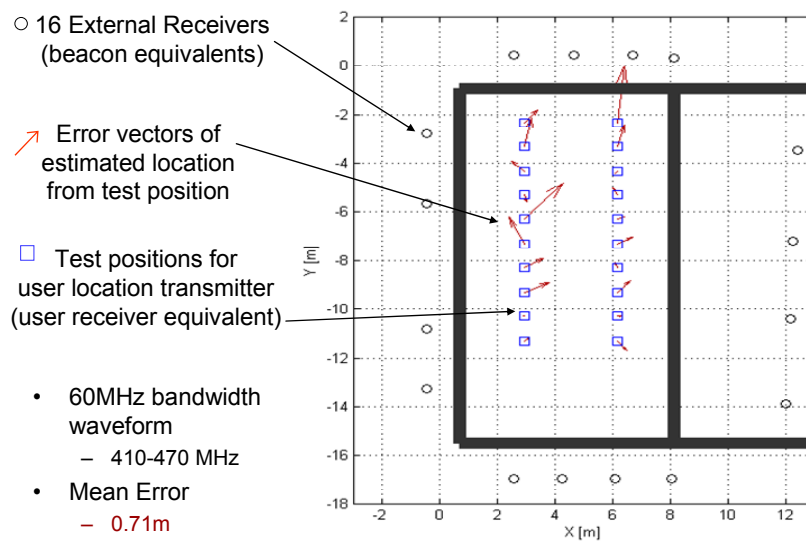 16 External Receivers
(beacon equivalents)
Error vectors of
estimated location
from test position
Test positions for
user location transmitter
(user receiver equivalent)
• 60MHz bandwidth
waveform
– 410-470 MHz
• Mean Error
– 0.71m
Y [m]
2
0
-2
-4
-6
-8
-10
-12
-14
-16
-18
-2 0 2 4 6 8 10 12
X [m]